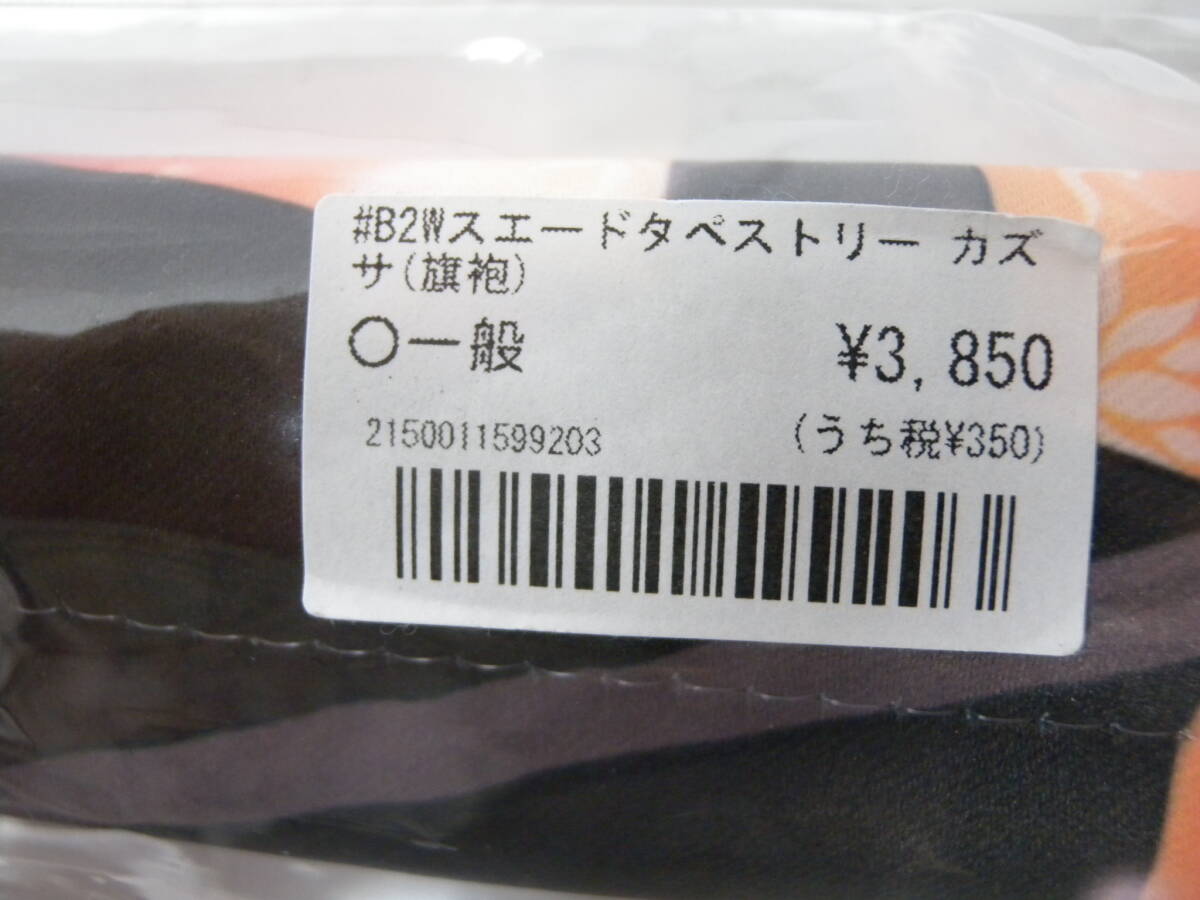 #B2Wスエードタペストリー カズ
サ(旗袍)
〇一般 ¥3,850
2150011599203 (うち税¥350)